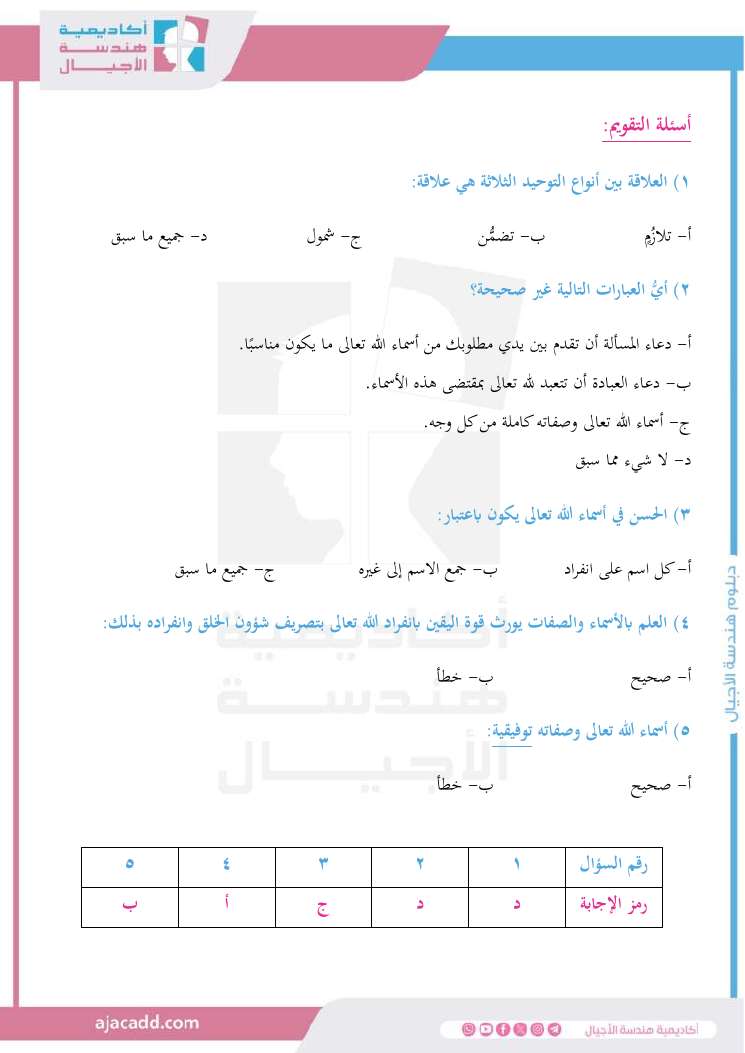 أكاديمية
هندسة
الأجيال
أسئلة التقويم:
١) العلاقة بين أنواع التوحيد الثلاثة هي علاقة:
أ- تلازُمٍ ب- تضمُّن ج- شمول د- جميع ما سبق
٢) أيُّ العبارات التالية غير صحيحة؟
أ- دعاء المسألة أن تقدم بين يدي مطلوبك من أسماء الله تعالى ما يكون مناسبًا.
ب- دعاء العبادة أن تتعبد لله تعالى بمقتضى هذه الأسماء.
ج- أسماء الله تعالى وصفاته كاملة من كل وجه.
د- لا شيء مما سبق
٣) الحسن في أسماء الله تعالى يكون باعتبار:
أ- كل اسم على انفراد ب- جمع الاسم إلى غيره ج- جميع ما سبق
٤) العلم بالأسماء والصفات يورث قوة اليقين بانفراد الله تعالى بتصريف شؤون الخلق وانفراده بذلك:
أ- صحيح ب- خطأ
٥) أسماء الله تعالى وصفاته توفيقية:
أ- صحيح ب- خطأ
رقم السؤال ١ ٢ ٣ ٤ ٥
رمز الإجابة د د ج أ ب
دبلوم هندسة الأجيال
أكاديمية هندسة الأجيال
ajacadd.com
أكاديمية
هندسة
الأجيال